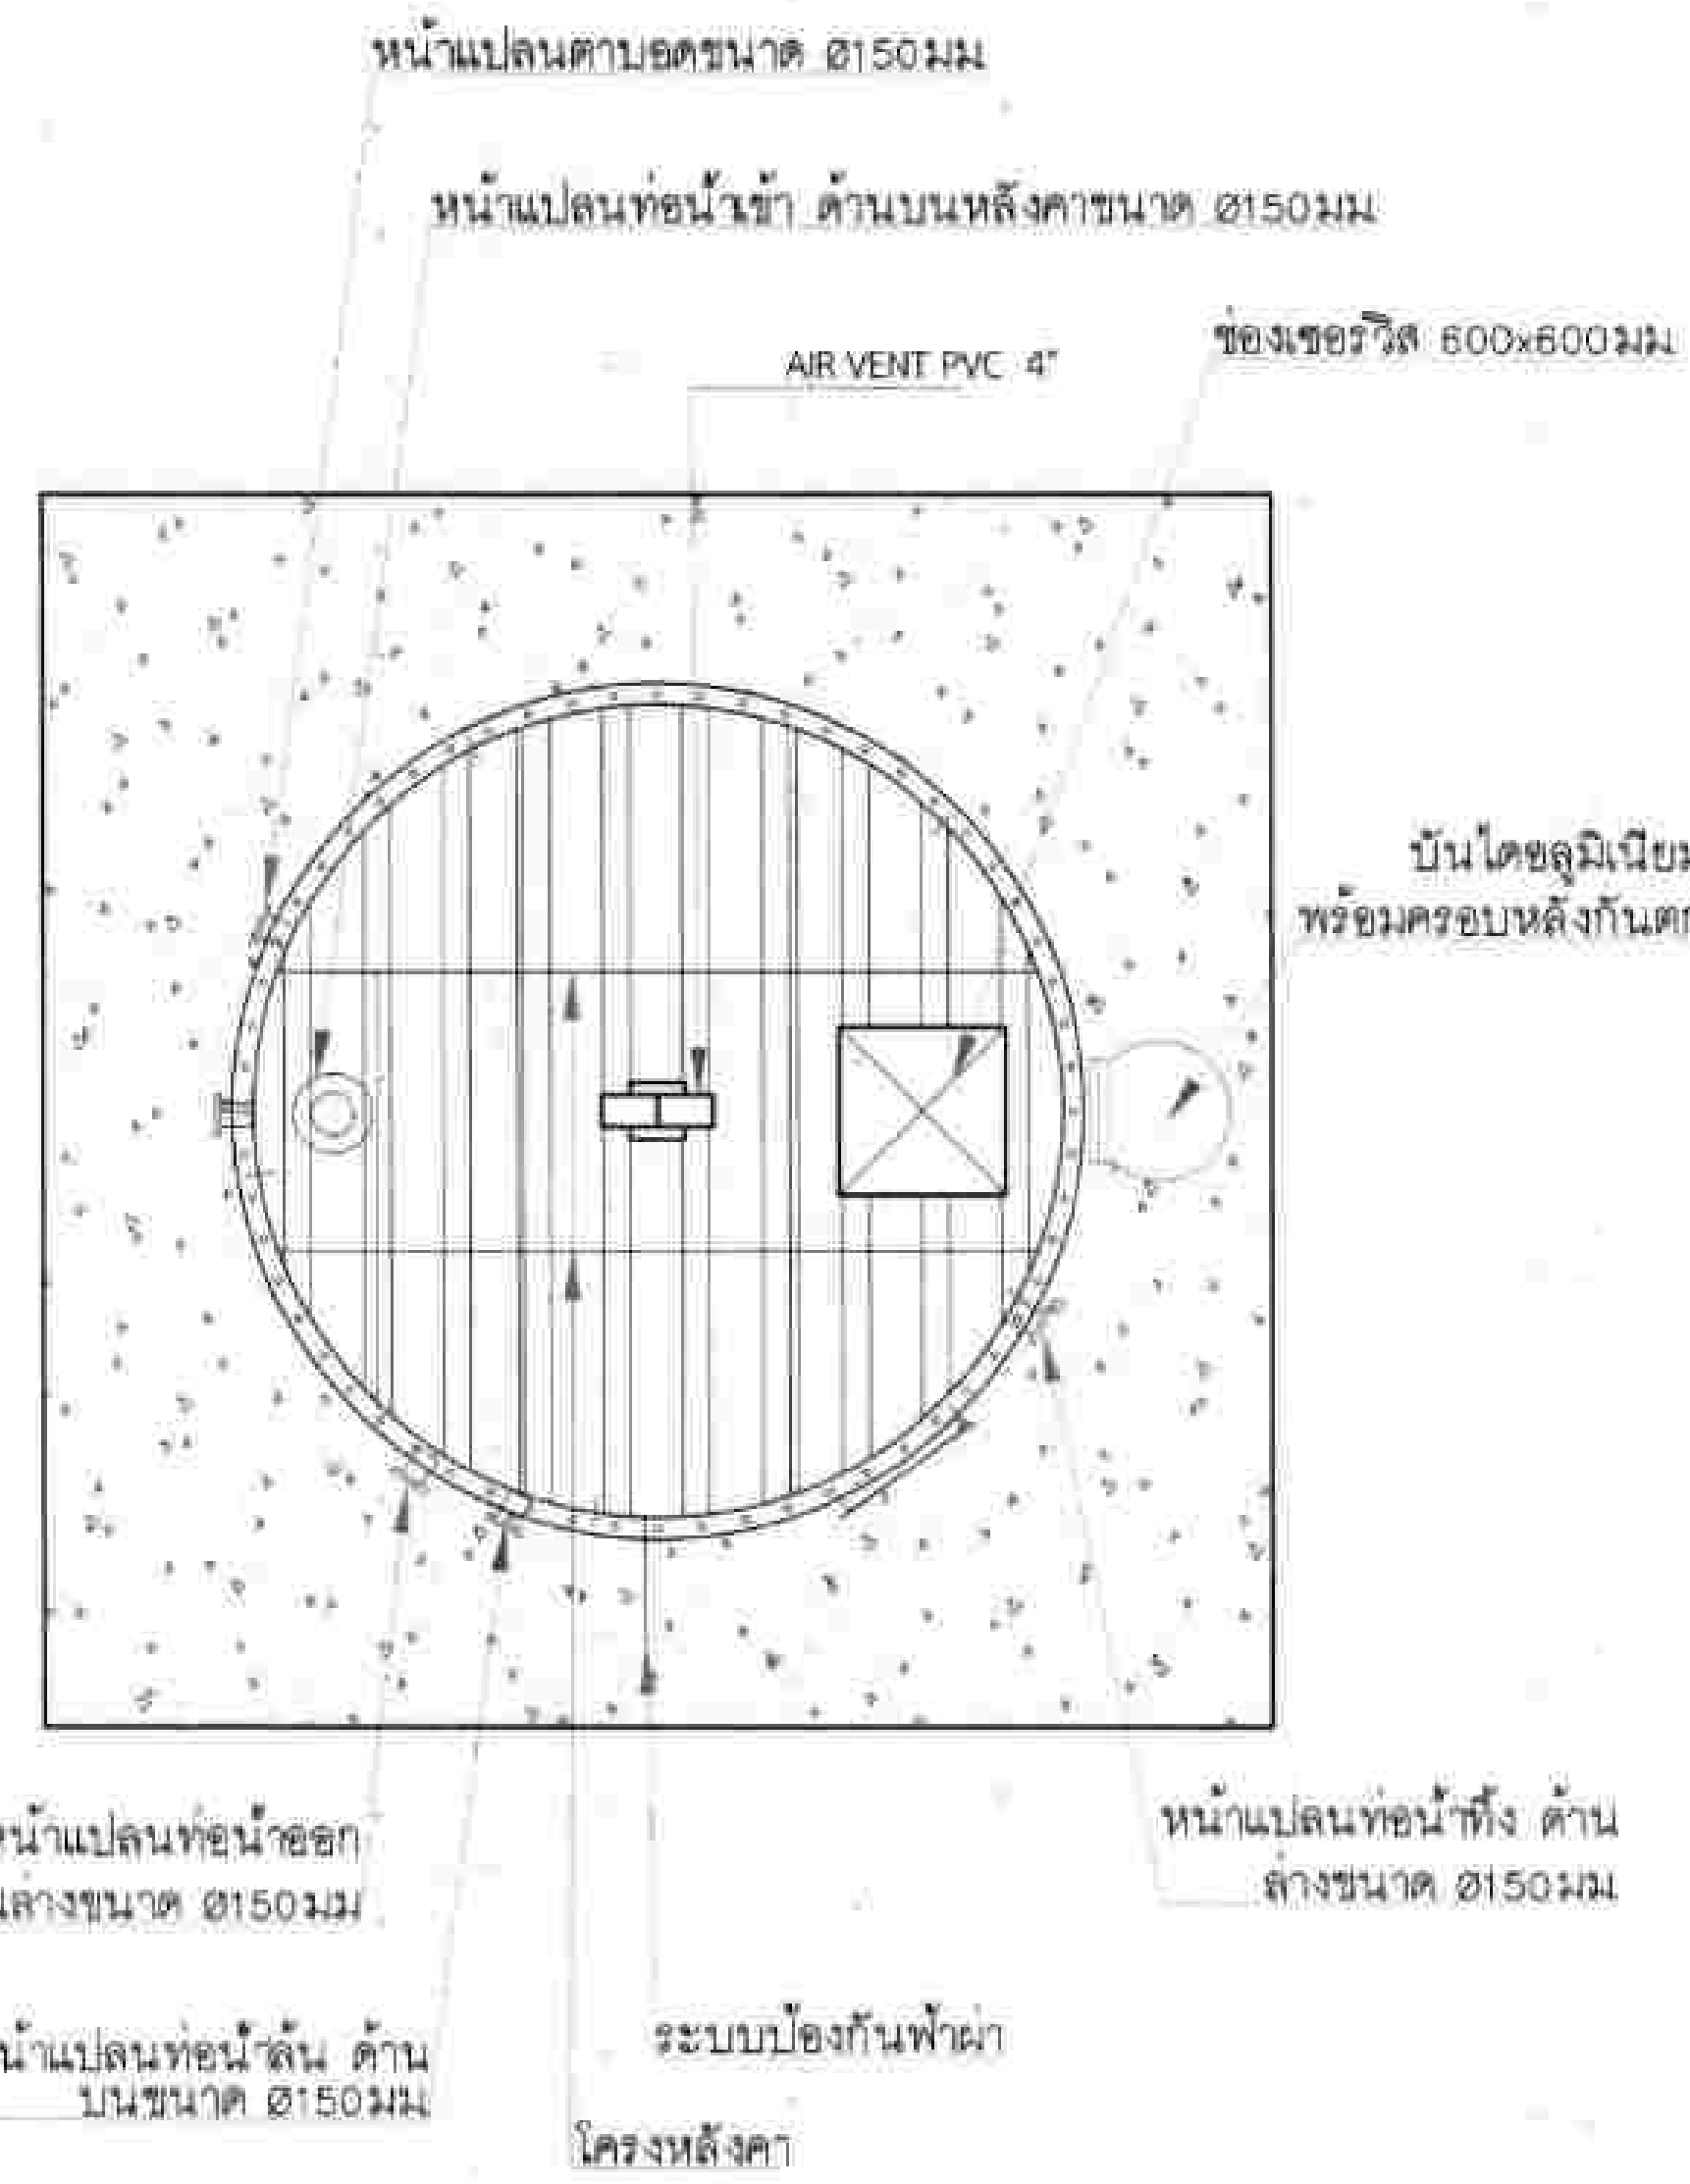 หน้าแปลนตาบอดขนาด Ø150มม
หน้าแปลนท่อน้ำเข้า ด้านบนหลังคาขนาด Ø150มม
ช่องเซอร์วิส 600x600มม
AIR VENT PVC 4"
บันไดอลูมิเนียม
พร้อมครอบหลังกันตก
หน้าแปลนท่อน้ำทิ้ง ด้าน
ล่างขนาด Ø150มม
หน้าแปลนท่อน้ำออก
ล่างขนาด Ø150มม
น้าแปลนท่อน้ำล้น ด้าน
บนขนาด Ø150มม
ระบบป้องกันฟ้าผ่า
โครงหลังคา